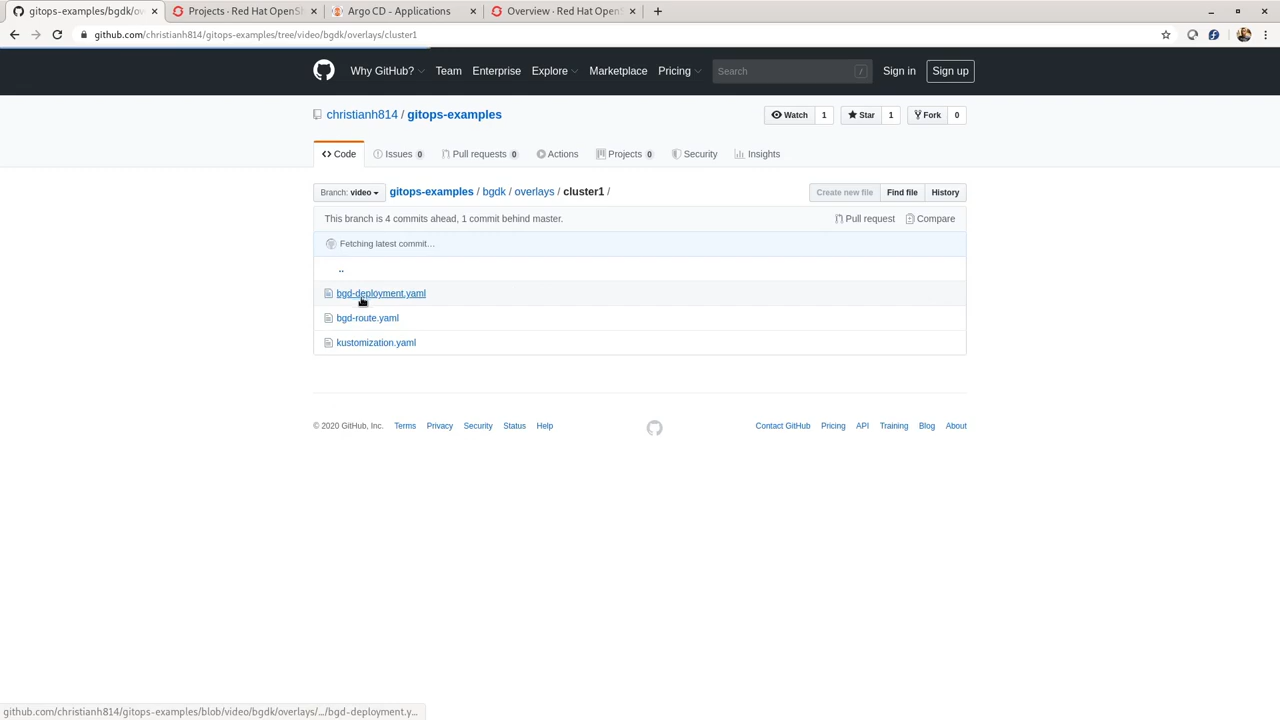 gitops-examples/bgdk/ov
Projects · Red Hat OpenSh
Argo CD - Applications
Overview · Red Hat OpenS
github.com/christianh814/gitops-examples/tree/video/bgdk/overlays/cluster1
Why GitHub? Team Enterprise Explore Marketplace Pricing Search / Sign in Sign up
christianh814 / gitops-examples
Watch 1 Star 1 Fork 0
Code Issues 0 Pull requests 0 Actions Projects 0 Security Insights
Branch: video gitops-examples / bgdk / overlays / cluster1 / Create new file Find file History
This branch is 4 commits ahead, 1 commit behind master. Pull request Compare
Fetching latest commit…
..
bgd-deployment.yaml
bgd-route.yaml
kustomization.yaml
© 2020 GitHub, Inc. Terms Privacy Security Status Help Contact GitHub Pricing API Training Blog About
github.com/christianh814/gitops-examples/blob/video/bgdk/overlays/.../bgd-deployment.y...